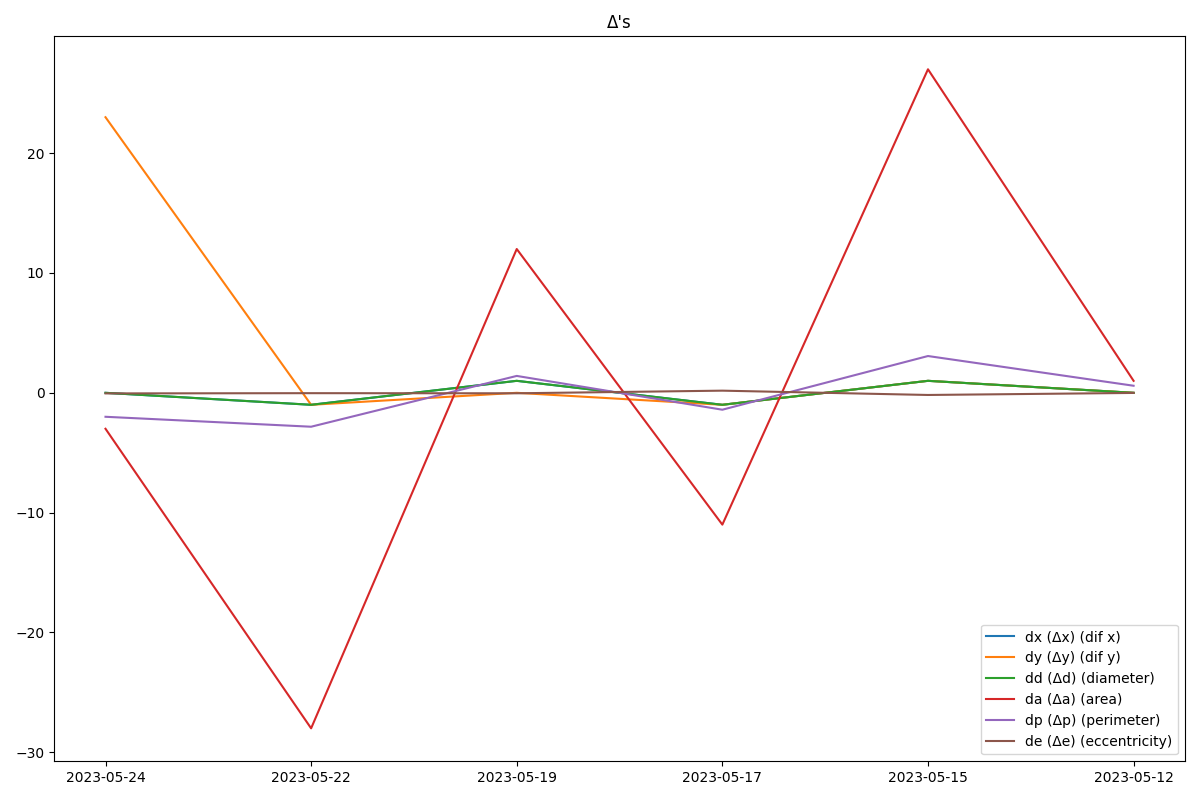 Δ's
20
10
0
−10
−20
−30
2023-05-24 2023-05-22 2023-05-19 2023-05-17 2023-05-15 2023-05-12
dx (Δx) (dif x)
dy (Δy) (dif y)
dd (Δd) (diameter)
da (Δa) (area)
dp (Δp) (perimeter)
de (Δe) (eccentricity)